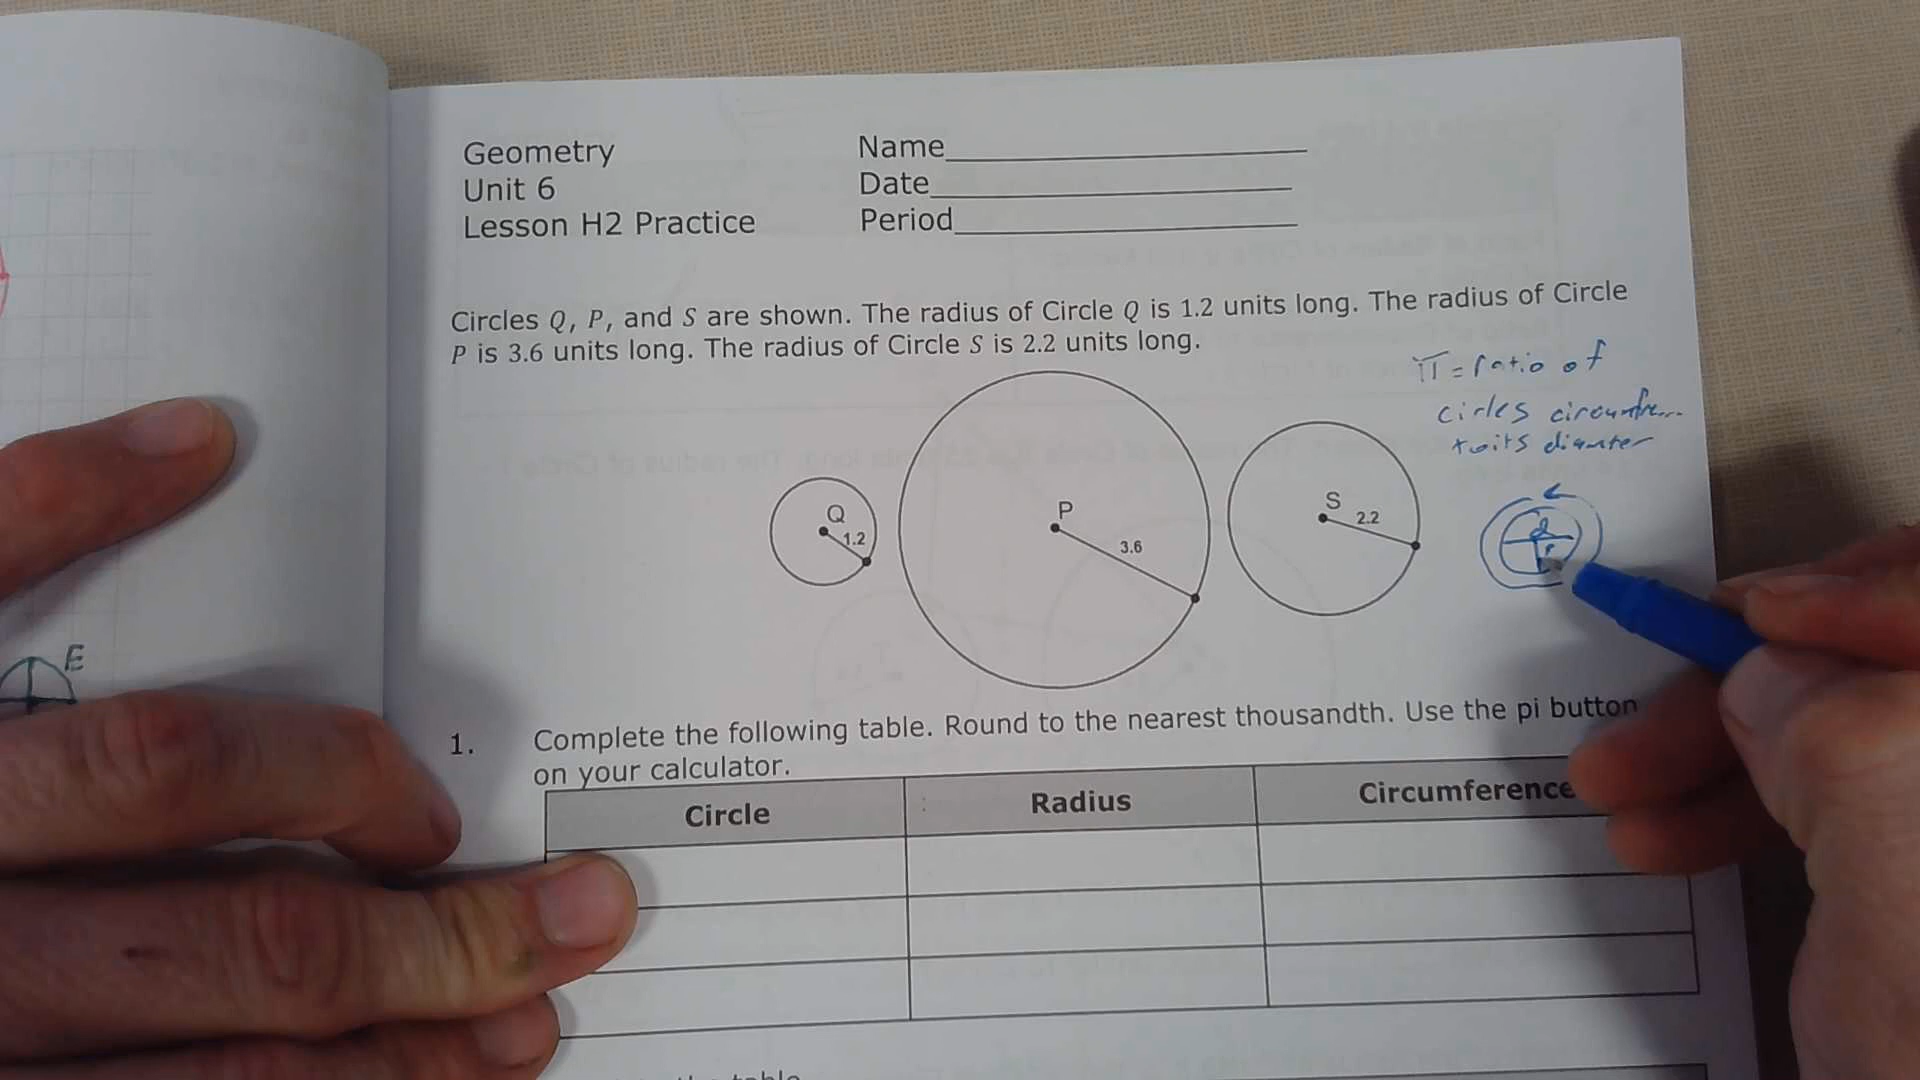 Geometry
Unit 6
Lesson H2 Practice
Name
Date
Period
Circles Q, P, and S are shown. The radius of Circle Q is 1.2 units long. The radius of Circle
P is 3.6 units long. The radius of Circle S is 2.2 units long.
π = ratio of
cirles circumfre...
to its diamter
Q
1.2
P
3.6
S
2.2
d
r
E
1. Complete the following table. Round to the nearest thousandth. Use the pi button
on your calculator.
Circle Radius Circumference